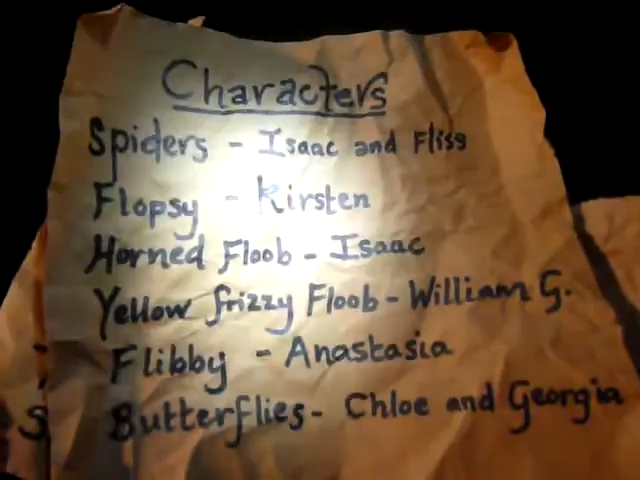 Characters
Spiders - Isaac and Fliss
Flopsy - Kirsten
Horned Floob - Isaac
Yellow frizzy Floob - William G.
Flibby - Anastasia
Butterflies - Chloe and Georgia
S